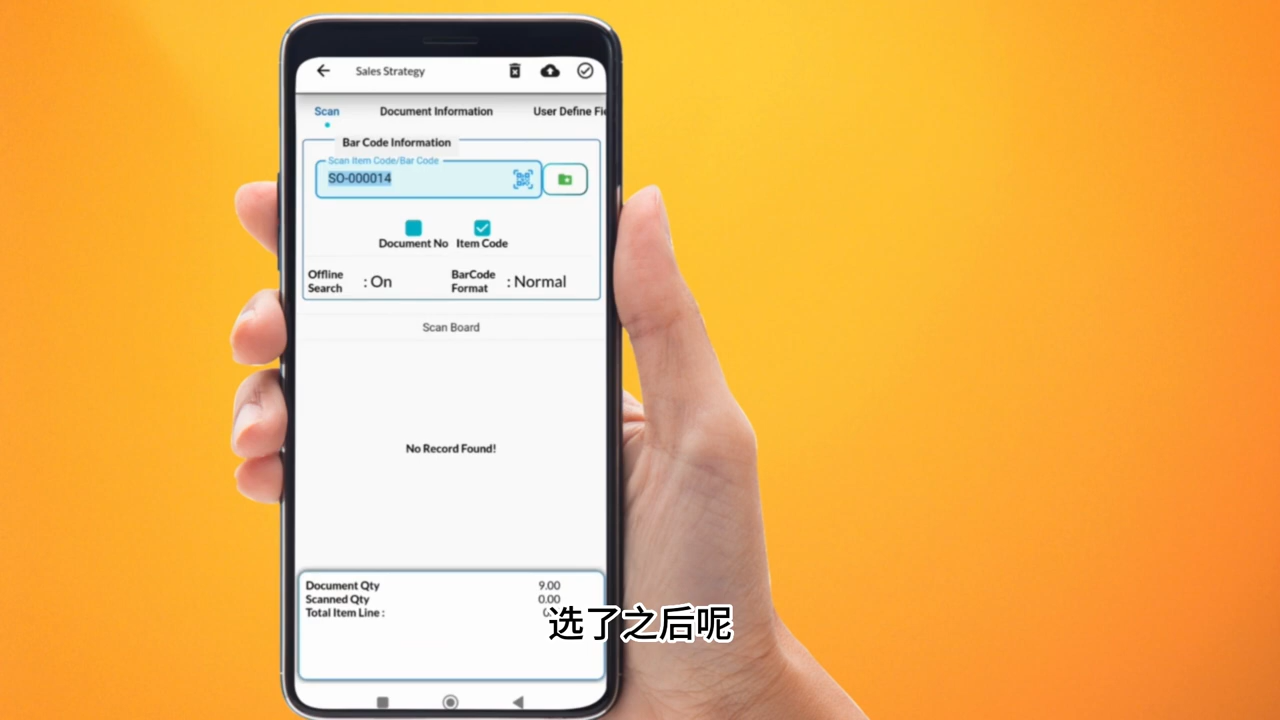 Sales Strategy
Scan Document Information User Define Fie
Bar Code Information
Scan Item Code/Bar Code
SO-000014
Document No Item Code
Offline Search : On BarCode Format : Normal
Scan Board
No Record Found!
Document Qty 9.00
Scanned Qty 0.00
Total Item Line :
选了之后呢